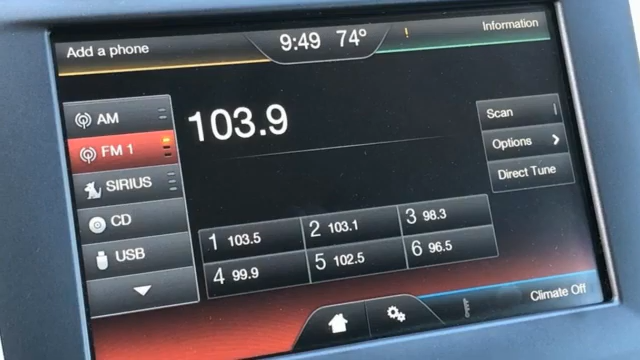 Add a phone
9:49 74°
!
Information
AM
FM 1
SIRIUS
CD
USB
103.9
Scan
Options
Direct Tune
1 103.5
2 103.1
3 98.3
4 99.9
5 102.5
6 96.5
Climate Off